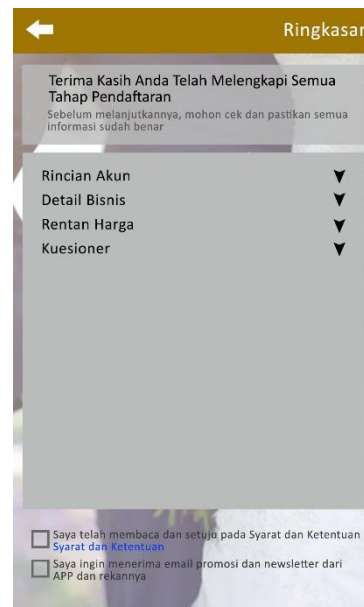 Ringkasan
Terima Kasih Anda Telah Melengkapi Semua
Tahap Pendaftaran
Sebelum melanjutkannya, mohon cek dan pastikan semua
informasi sudah benar
Rincian Akun
Detail Bisnis
Rentan Harga
Kuesioner
Saya telah membaca dan setuju pada Syarat dan Ketentuan
Syarat dan Ketentuan
Saya ingin menerima email promosi dan newsletter dari
APP dan rekannya